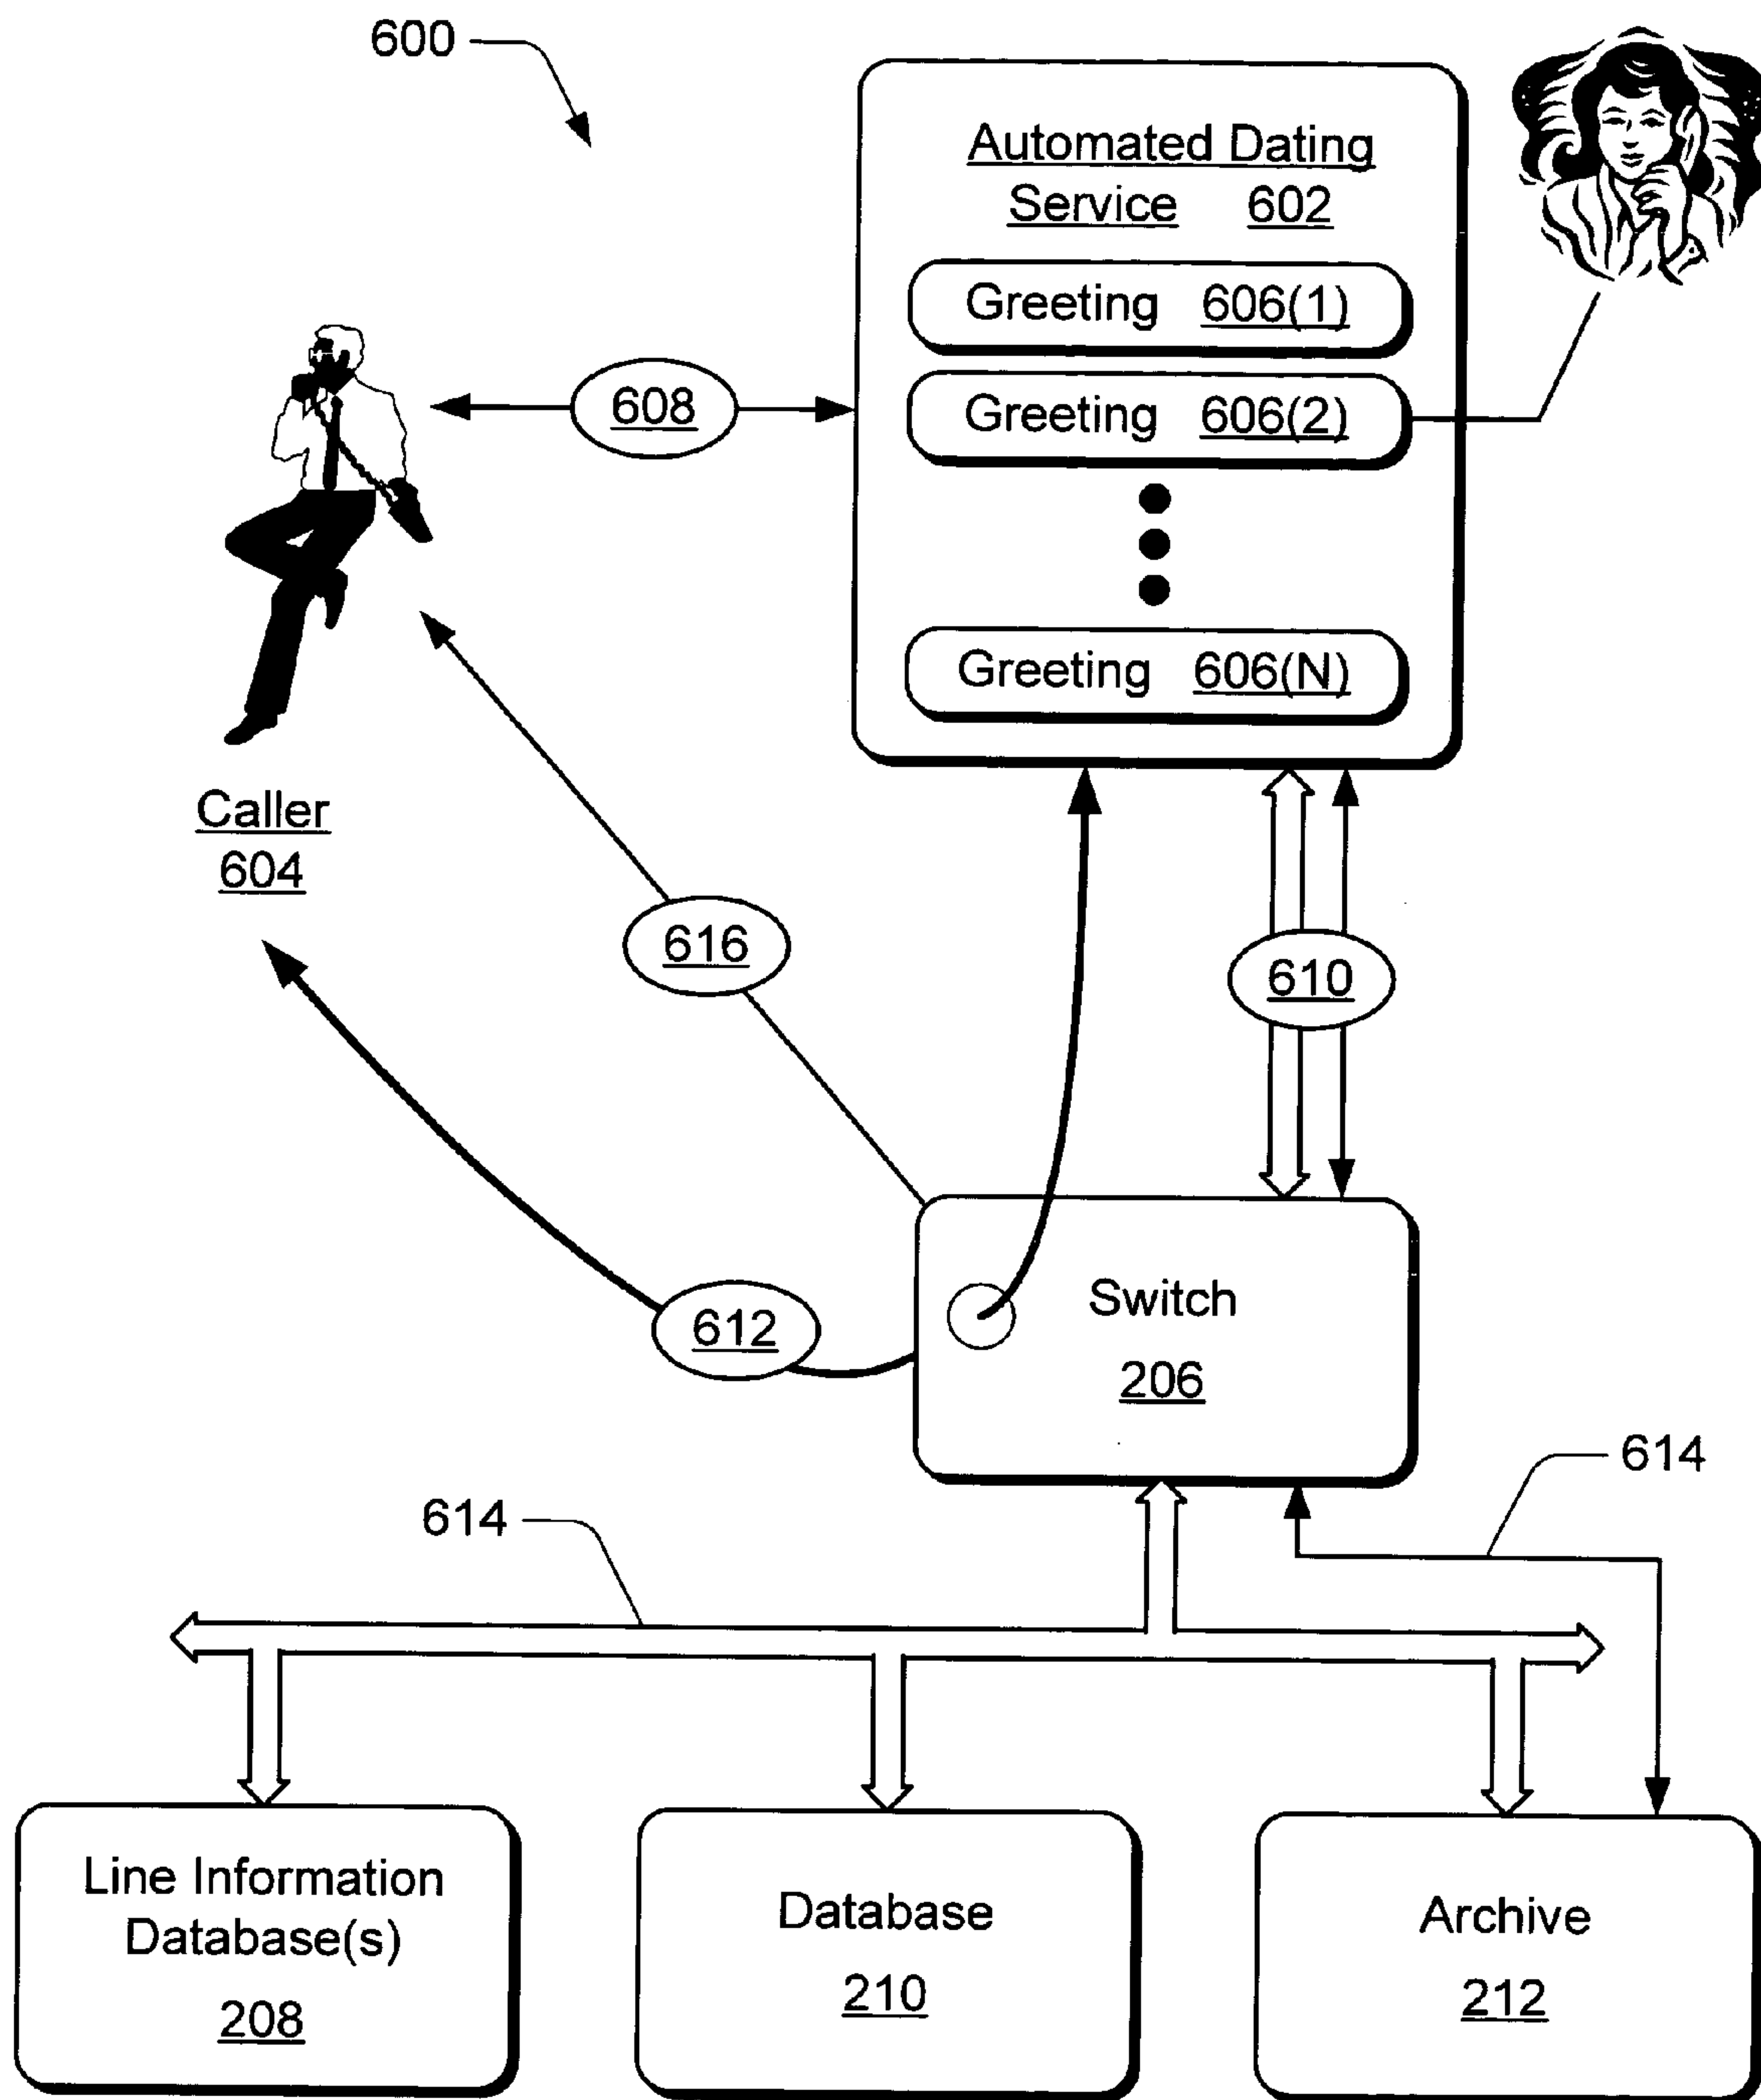 600
Automated Dating
Service 602
Greeting 606(1)
608
Greeting 606(2)
Greeting 606(N)
Caller
604
616
610
612
Switch
206
614
614
Line Information
Database(s)
208
Database
210
Archive
212